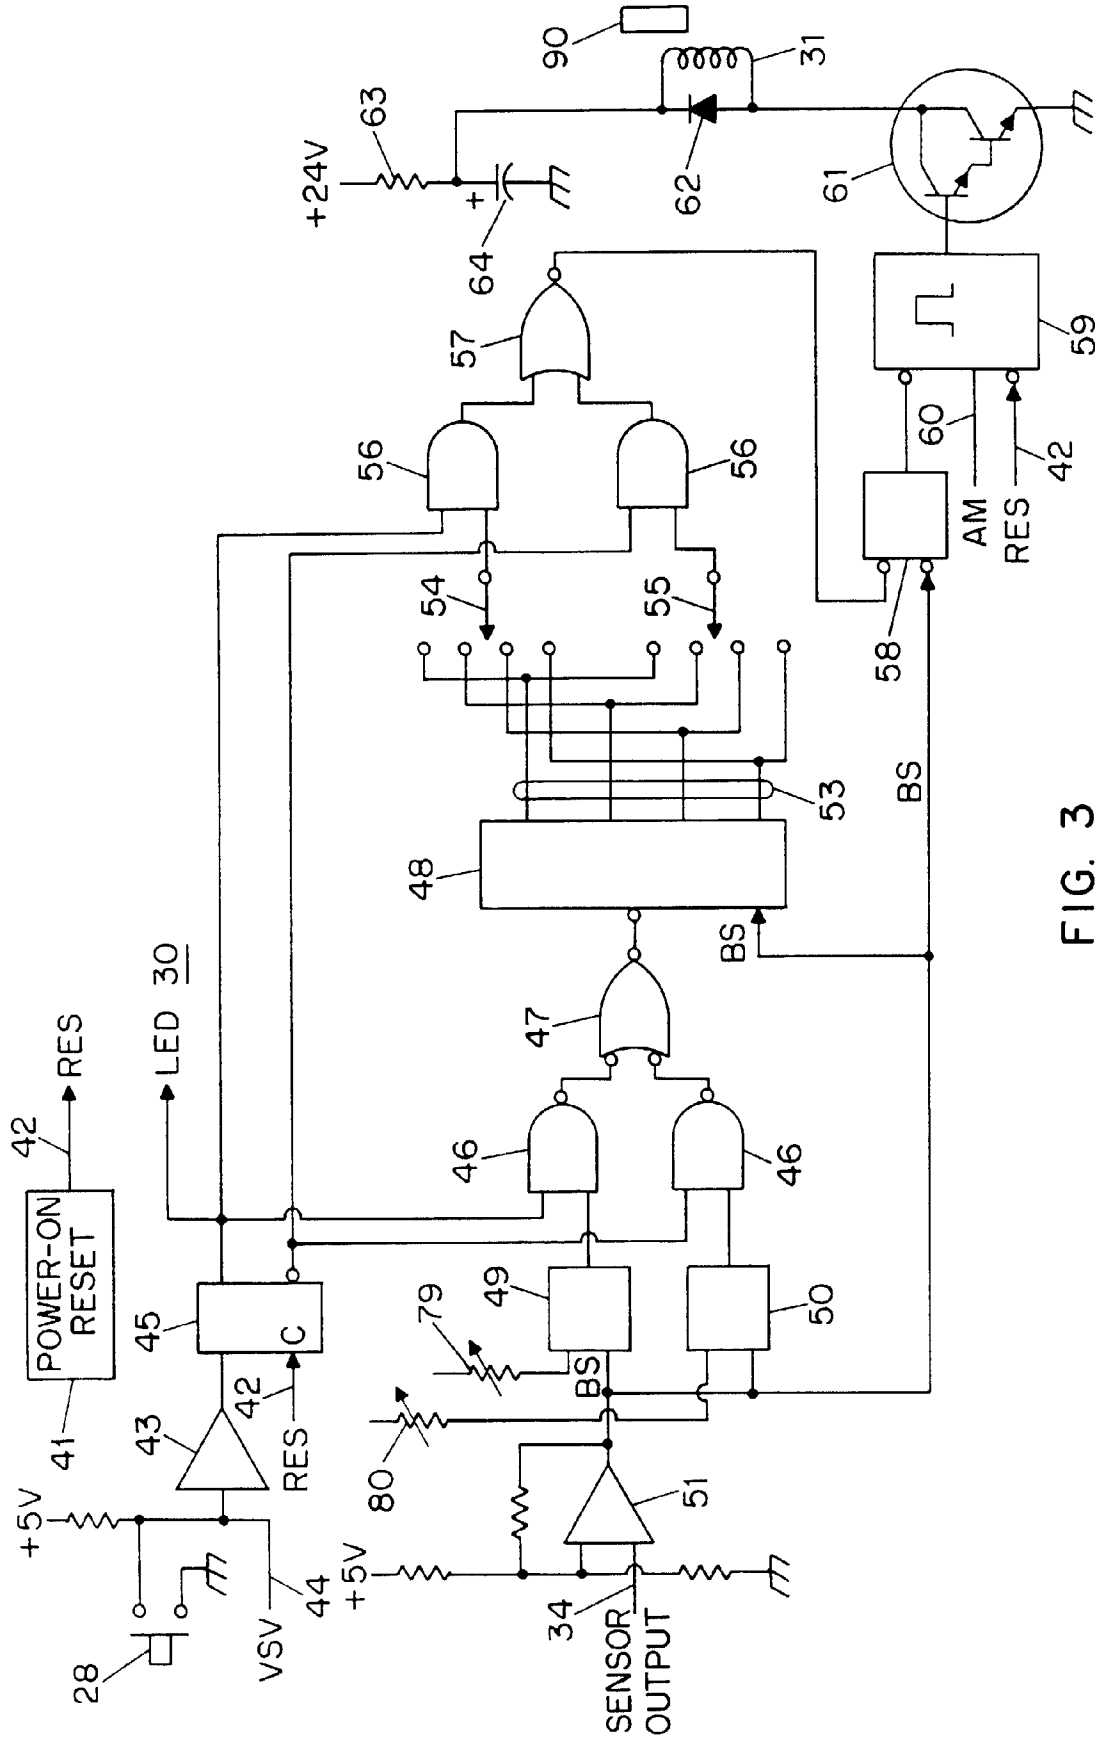 POWER-ON
RESET
41
42
RES
LED 30
+5V
28
VSV
44
43
45
C
42
RES
+5V
80
79
34
SENSOR
OUTPUT
51
BS
49
50
46
46
47
48
BS
53
54
55
56
56
57
BS
58
AM
60
RES
42
59
61
+24V
63
64
62
31
90
FIG. 3